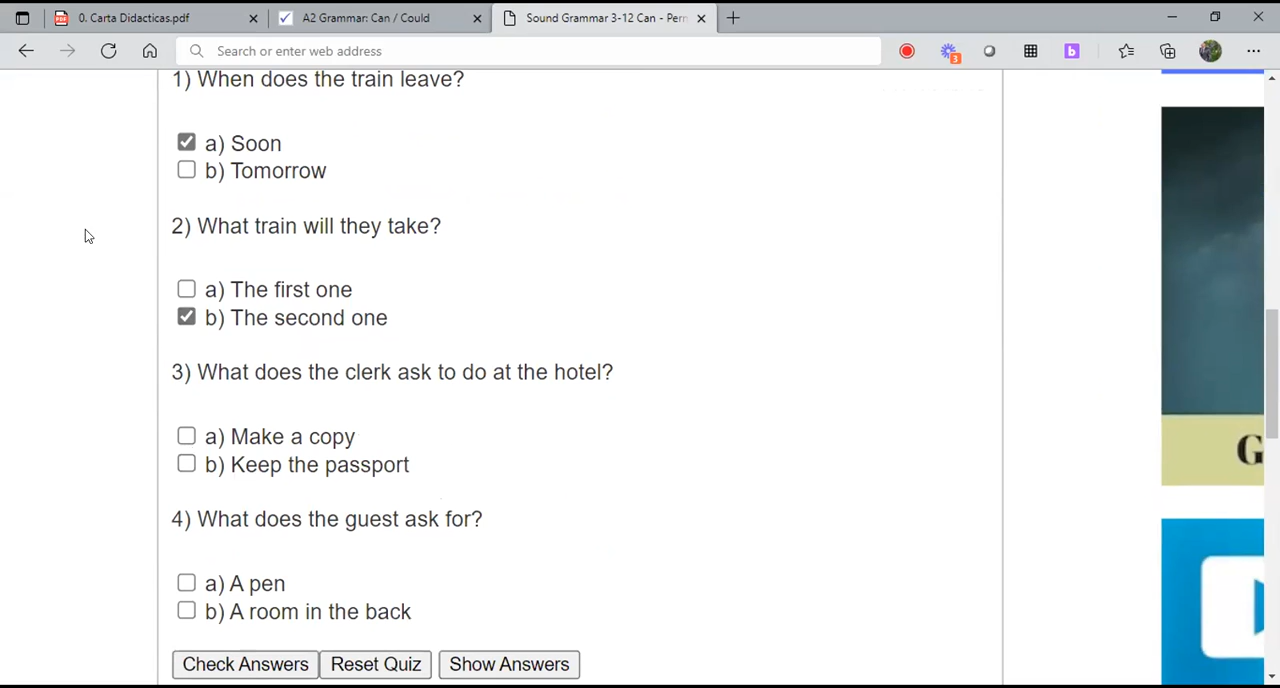 0. Carta Didacticas.pdf
A2 Grammar: Can / Could
Sound Grammar 3-12 Can - Perm
Search or enter web address
3
b
1) When does the train leave?
a) Soon
b) Tomorrow
2) What train will they take?
a) The first one
b) The second one
3) What does the clerk ask to do at the hotel?
a) Make a copy
b) Keep the passport
4) What does the guest ask for?
a) A pen
b) A room in the back
G
Check Answers
Reset Quiz
Show Answers